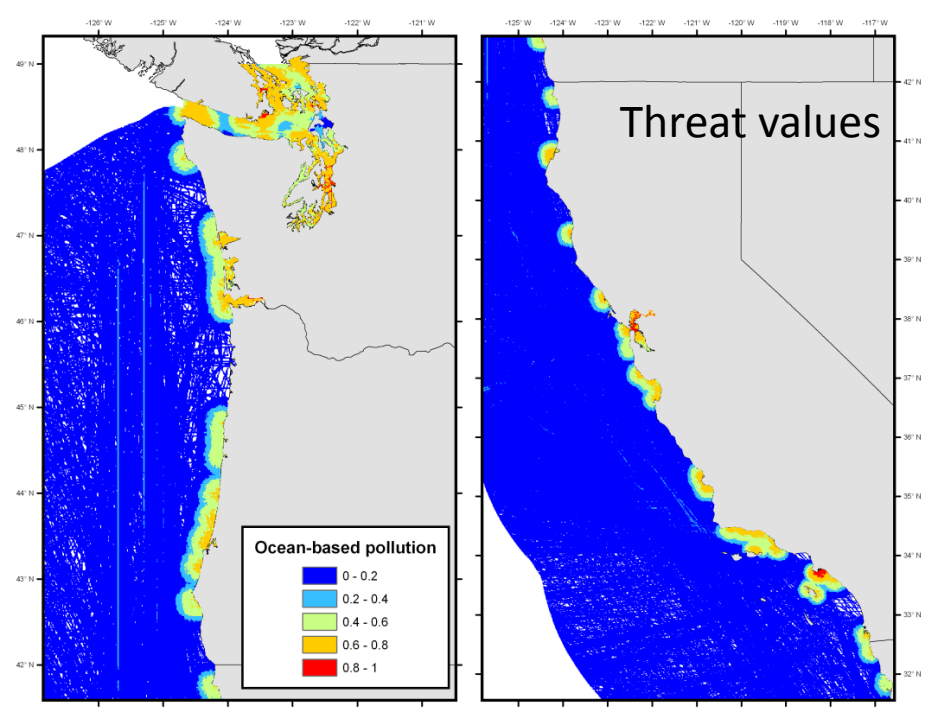 -126° W -125° W -124° W -123° W -122° W -121° W
-125° W -124° W -123° W -122° W -121° W -120° W -119° W -118° W -117° W
49° N
48° N
47° N
46° N
45° N
44° N
43° N
42° N
Ocean-based pollution
0 - 0.2
0.2 - 0.4
0.4 - 0.6
0.6 - 0.8
0.8 - 1
Threat values
42° N
41° N
40° N
39° N
38° N
37° N
36° N
35° N
34° N
33° N
32° N